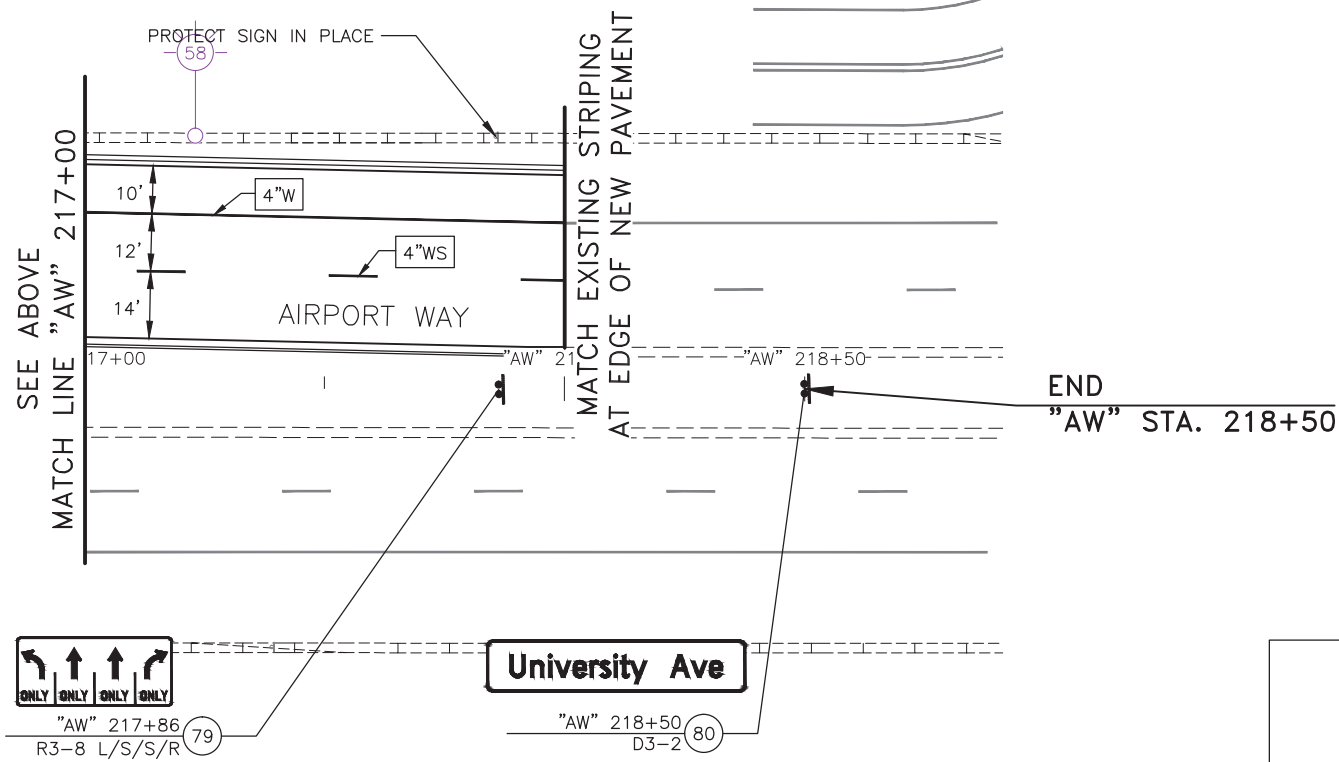 PROTECT SIGN IN PLACE
58
SEE ABOVE
MATCH LINE "AW" 217+00
10'
4"W
12'
4"WS
14'
AIRPORT WAY
MATCH EXISTING STRIPING
AT EDGE OF NEW PAVEMENT
17+00
"AW" 21
"AW" 218+50
END
"AW" STA. 218+50
ONLY ONLY ONLY ONLY
University Ave
"AW" 217+86
R3-8 L/S/S/R
79
"AW" 218+50
D3-2
80